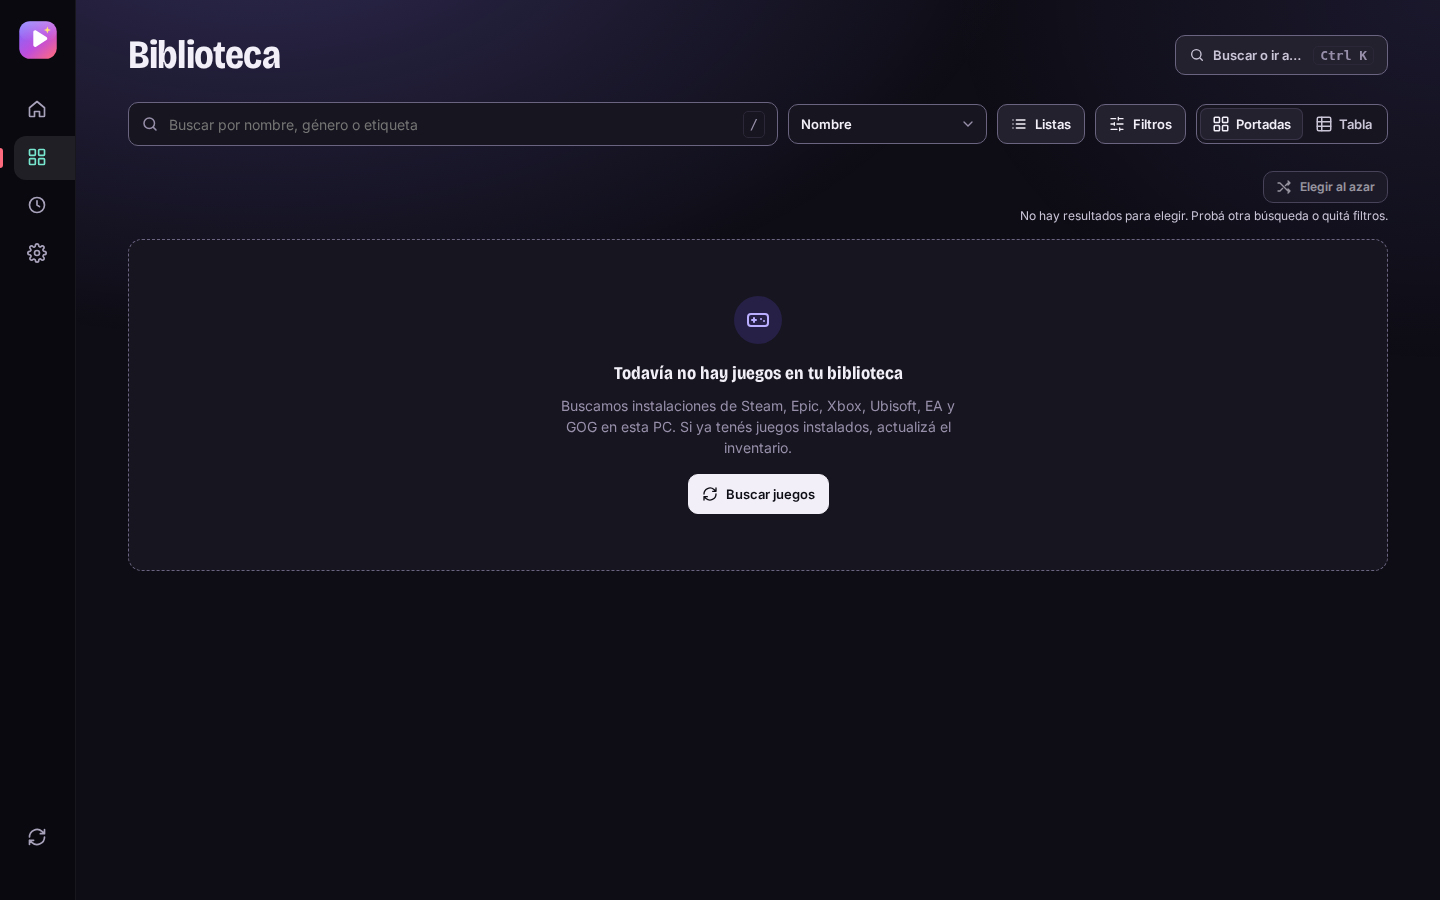 Biblioteca
Buscar o ir a... Ctrl K
Buscar por nombre, género o etiqueta /
Nombre
Listas
Filtros
Portadas
Tabla
Elegir al azar
No hay resultados para elegir. Probá otra búsqueda o quitá filtros.
Todavía no hay juegos en tu biblioteca
Buscamos instalaciones de Steam, Epic, Xbox, Ubisoft, EA y
GOG en esta PC. Si ya tenés juegos instalados, actualizá el
inventario.
Buscar juegos